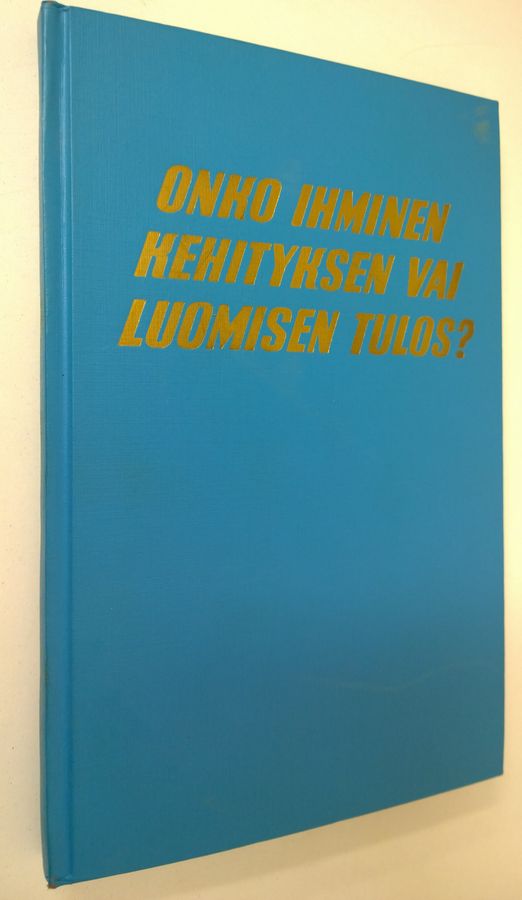 ONKO IHMINEN
KEHITYKSEN VAI
LUOMISEN TULOS?